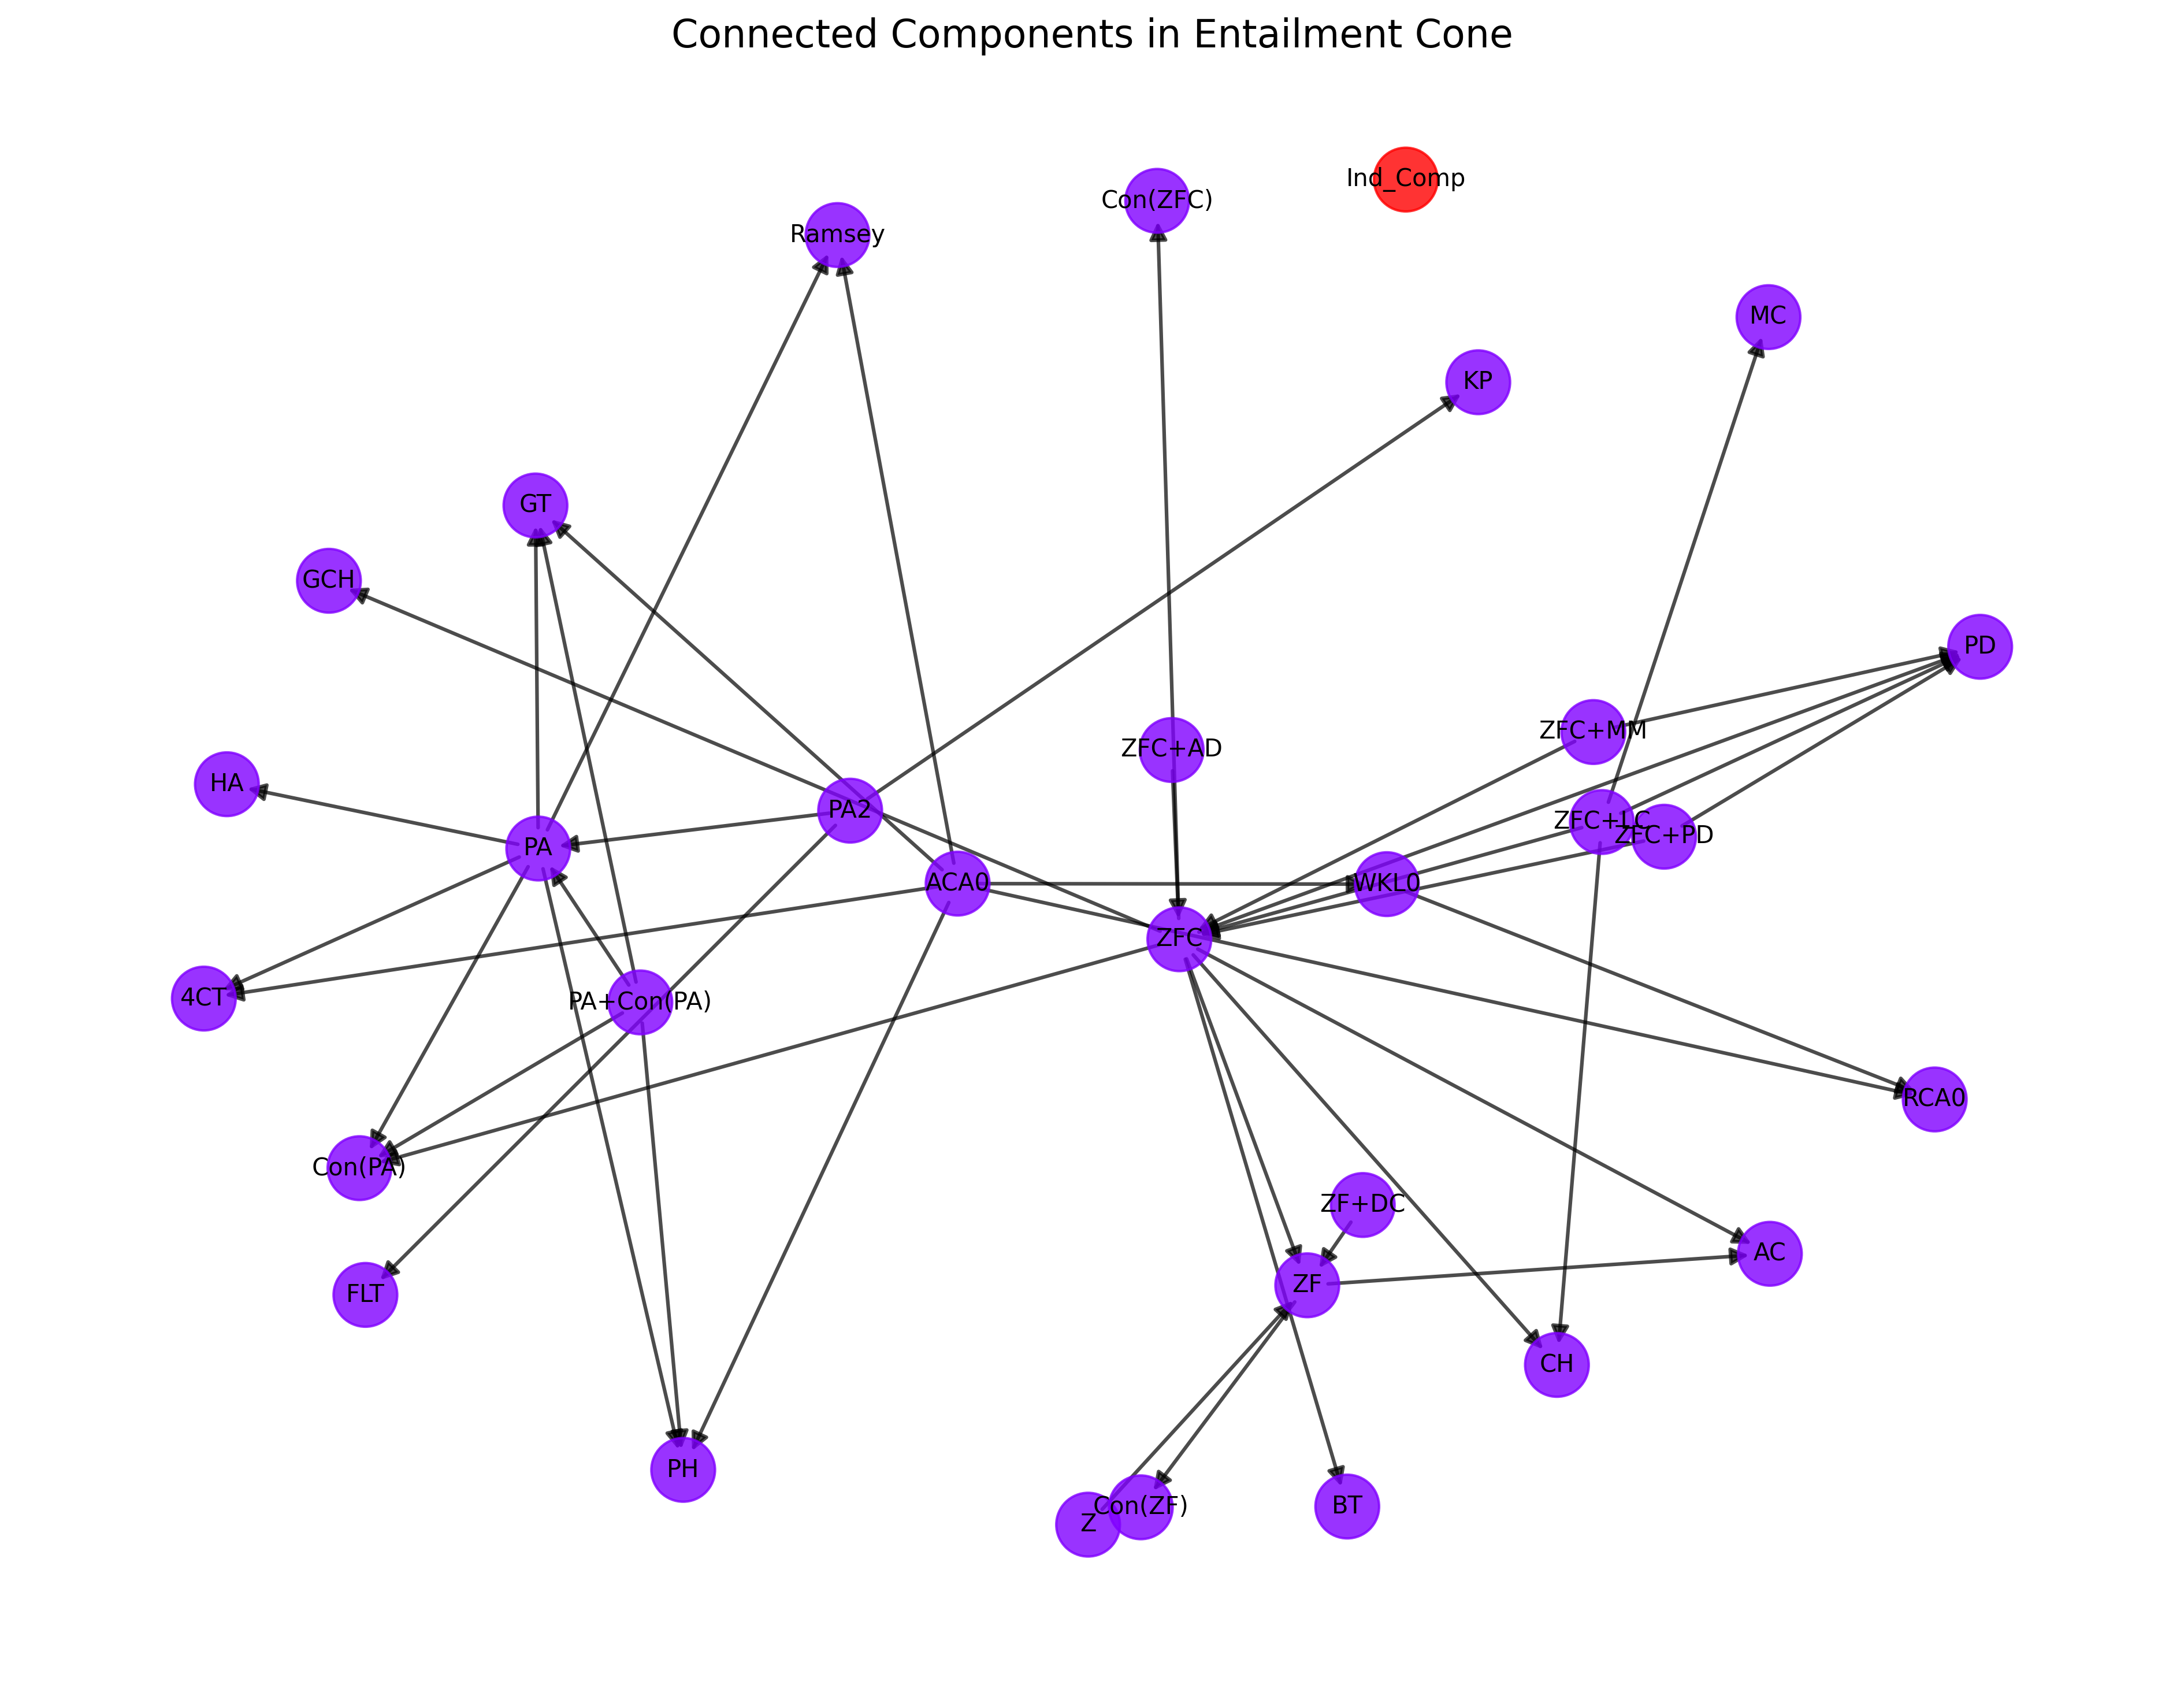 Connected Components in Entailment Cone
Ind_Comp
Con(ZFC)
Ramsey
MC
KP
GT
GCH
PD
ZFC+MM
ZFC+AD
HA
PA2
ZFC+LC
ZFC+PD
PA
ACA0
WKL0
ZFC
4CT
PA+Con(PA)
RCA0
Con(PA)
ZF+DC
AC
ZF
FLT
CH
PH
Con(ZF)
BT
Z